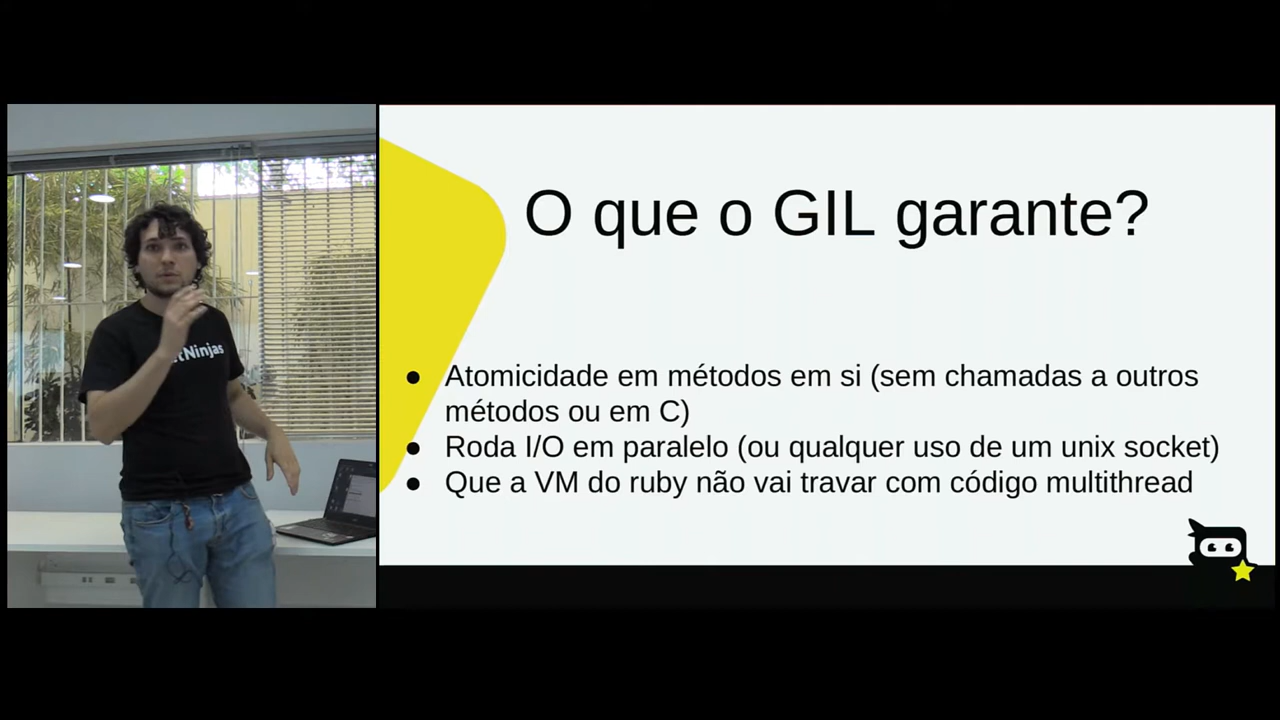 O que o GIL garante?
● Atomicidade em métodos em si (sem chamadas a outros
métodos ou em C)
● Roda I/O em paralelo (ou qualquer uso de um unix socket)
● Que a VM do ruby não vai travar com código multithread
tNinjas